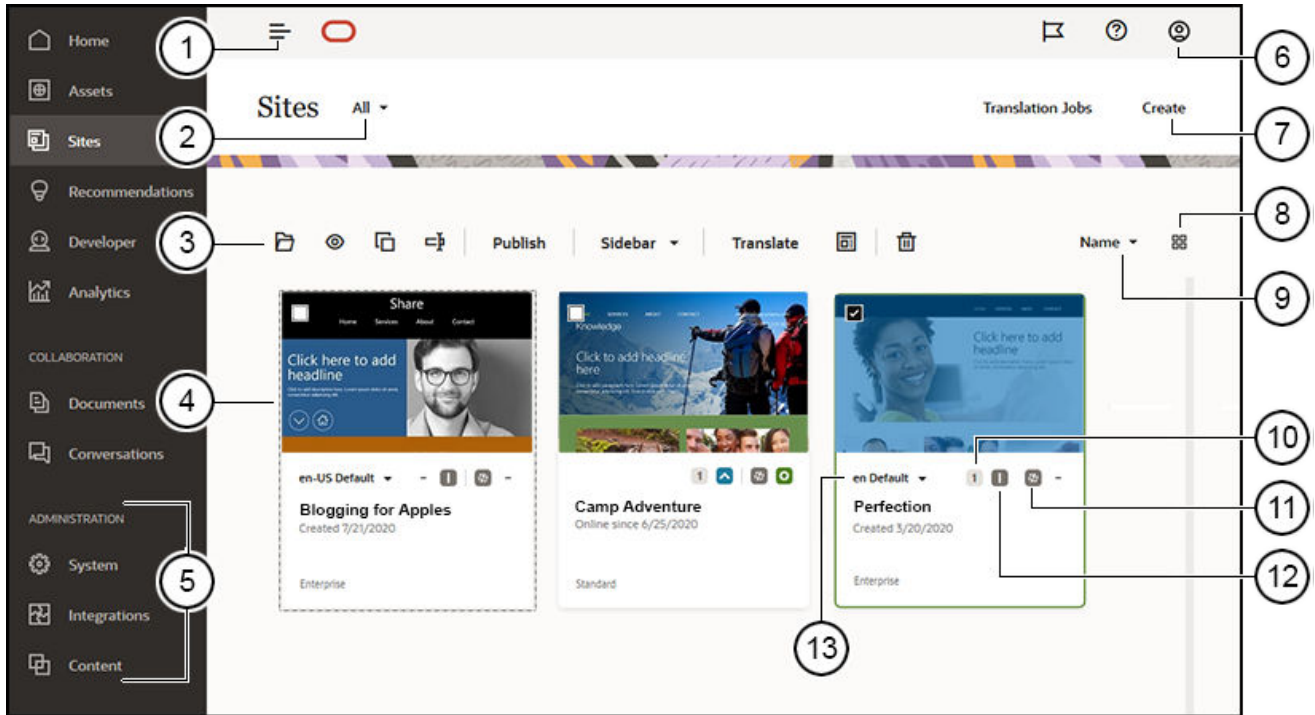 Home
Assets
Sites
Recommendations
Developer
Analytics
COLLABORATION
Documents
Conversations
ADMINISTRATION
System
Integrations
Content
1
2
3
4
5
Sites All
Translation Jobs Create
Publish Sidebar Translate Name
Share
Home Services About Contact
Click here to add
headline
en-US Default - -
Blogging for Apples
Created 7/21/2020
Enterprise
SERVICES ABOUT CONTACT
Knowledge
Click to add headline
here
1
Camp Adventure
Online since 6/25/2020
Standard
Click here to add
headline
en Default 1 -
Perfection
Created 3/20/2020
Enterprise
6
7
8
9
10
11
12
13